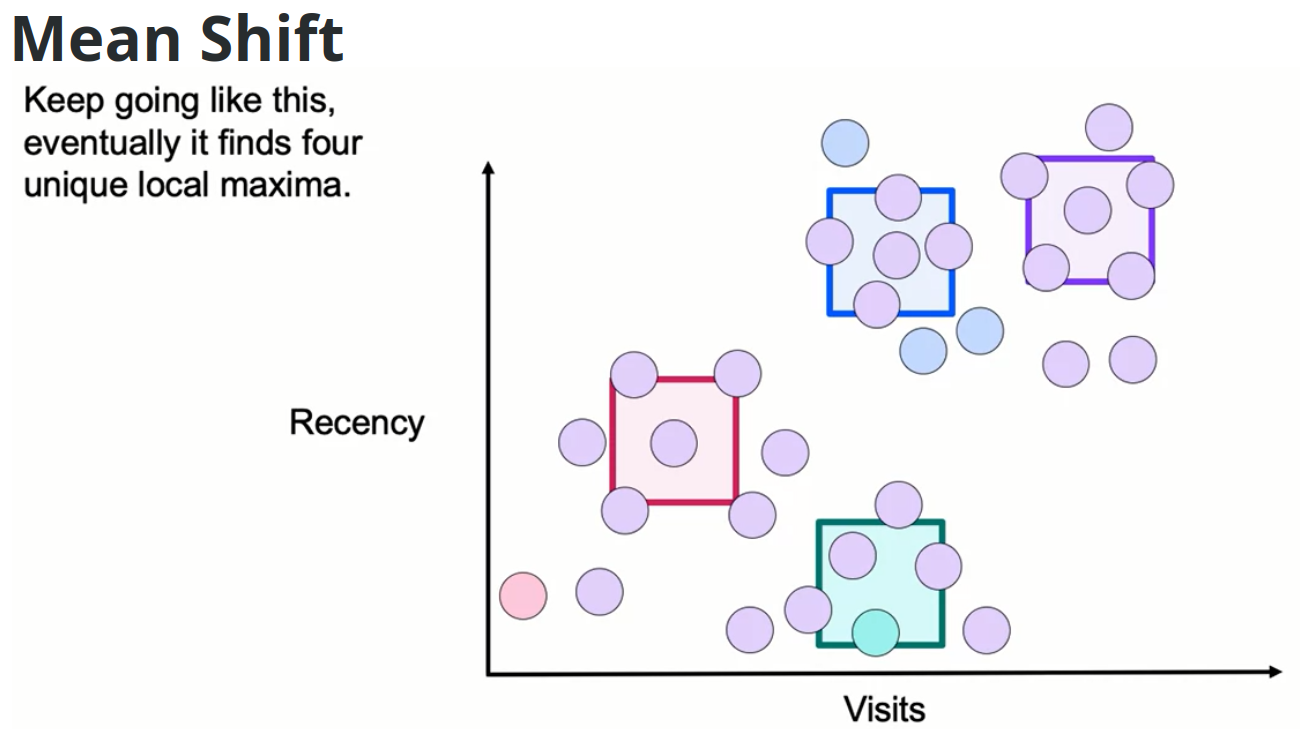 Mean Shift
Keep going like this,
eventually it finds four
unique local maxima.
Recency
Visits